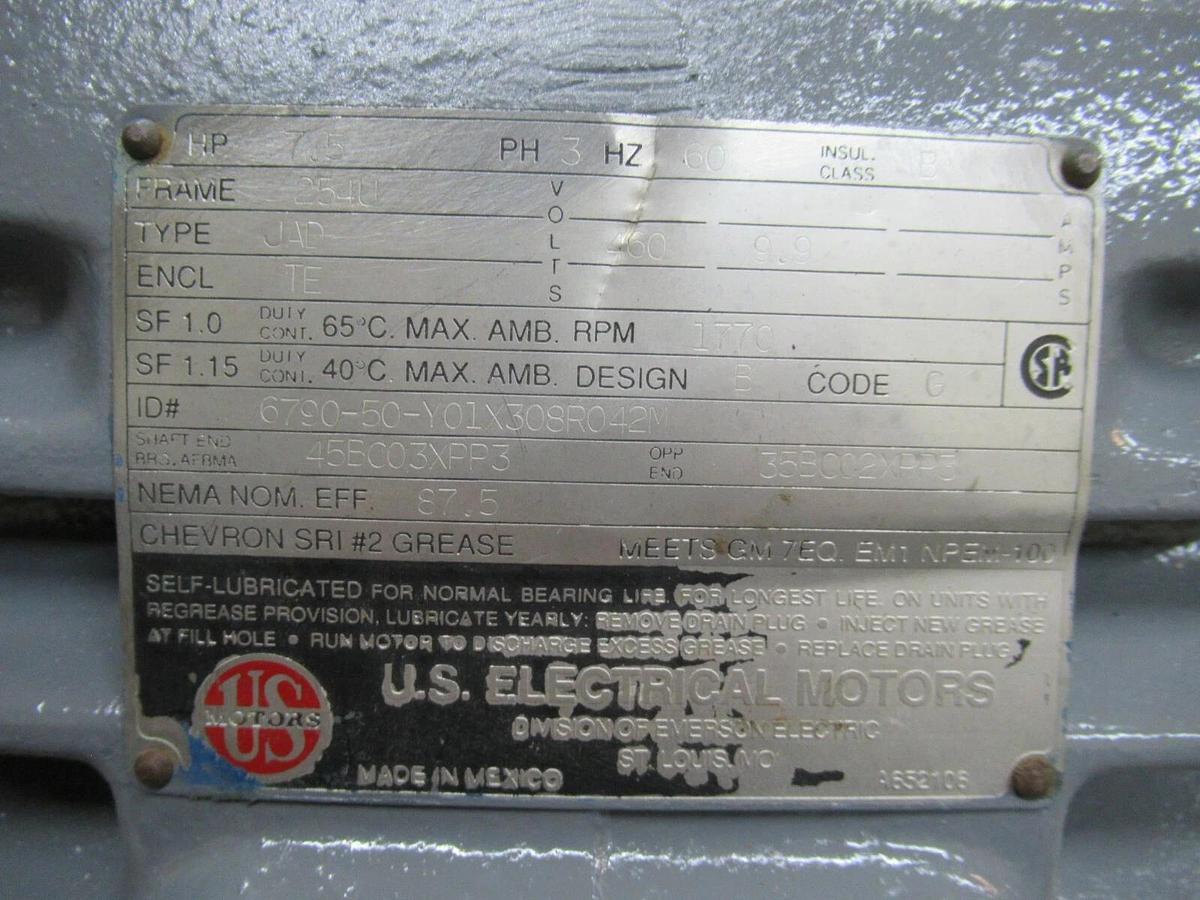 HP 7.5 PH 3 HZ 60 INSUL. CLASS B
FRAME 254U VOLTS AMPS
TYPE JAD 460 9.9
ENCL TE
SF 1.0 DUTY CONT. 65°C. MAX. AMB. RPM 1770
SF 1.15 DUTY CONT. 40°C. MAX. AMB. DESIGN B CODE G
SA
ID# 6790-50-Y01X308R042M
SHAFT END BRG. AFBMA 45BC03XPP3 OPP END 35BC02XPP3
NEMA NOM. EFF. 87.5
CHEVRON SRI #2 GREASE MEETS GM 7EQ. EM1 NPEM-100
SELF-LUBRICATED FOR NORMAL BEARING LIFE. FOR LONGEST LIFE. ON UNITS WITH
REGREASE PROVISION, LUBRICATE YEARLY: REMOVE DRAIN PLUG • INJECT NEW GREASE
AT FILL HOLE • RUN MOTOR TO DISCHARGE EXCESS GREASE • REPLACE DRAIN PLUG
US MOTORS
U.S. ELECTRICAL MOTORS
DIVISION OF EMERSON ELECTRIC
ST. LOUIS, MO
MADE IN MEXICO A652106